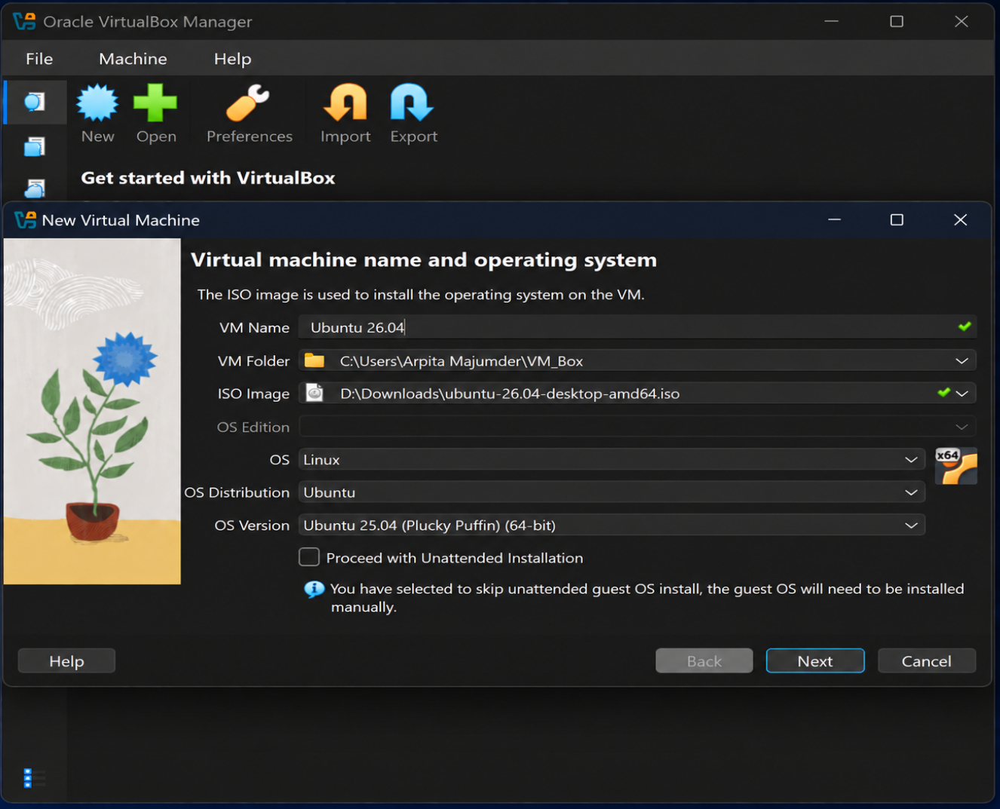 Oracle VirtualBox Manager
File Machine Help
New Open Preferences Import Export
Get started with VirtualBox
New Virtual Machine
Virtual machine name and operating system
The ISO image is used to install the operating system on the VM.
VM Name Ubuntu 26.04
VM Folder C:\Users\Arpita Majumder\VM_Box
ISO Image D:\Downloads\ubuntu-26.04-desktop-amd64.iso
OS Edition
OS Linux x64
OS Distribution Ubuntu
OS Version Ubuntu 25.04 (Plucky Puffin) (64-bit)
Proceed with Unattended Installation
You have selected to skip unattended guest OS install, the guest OS will need to be installed
manually.
Help Back Next Cancel